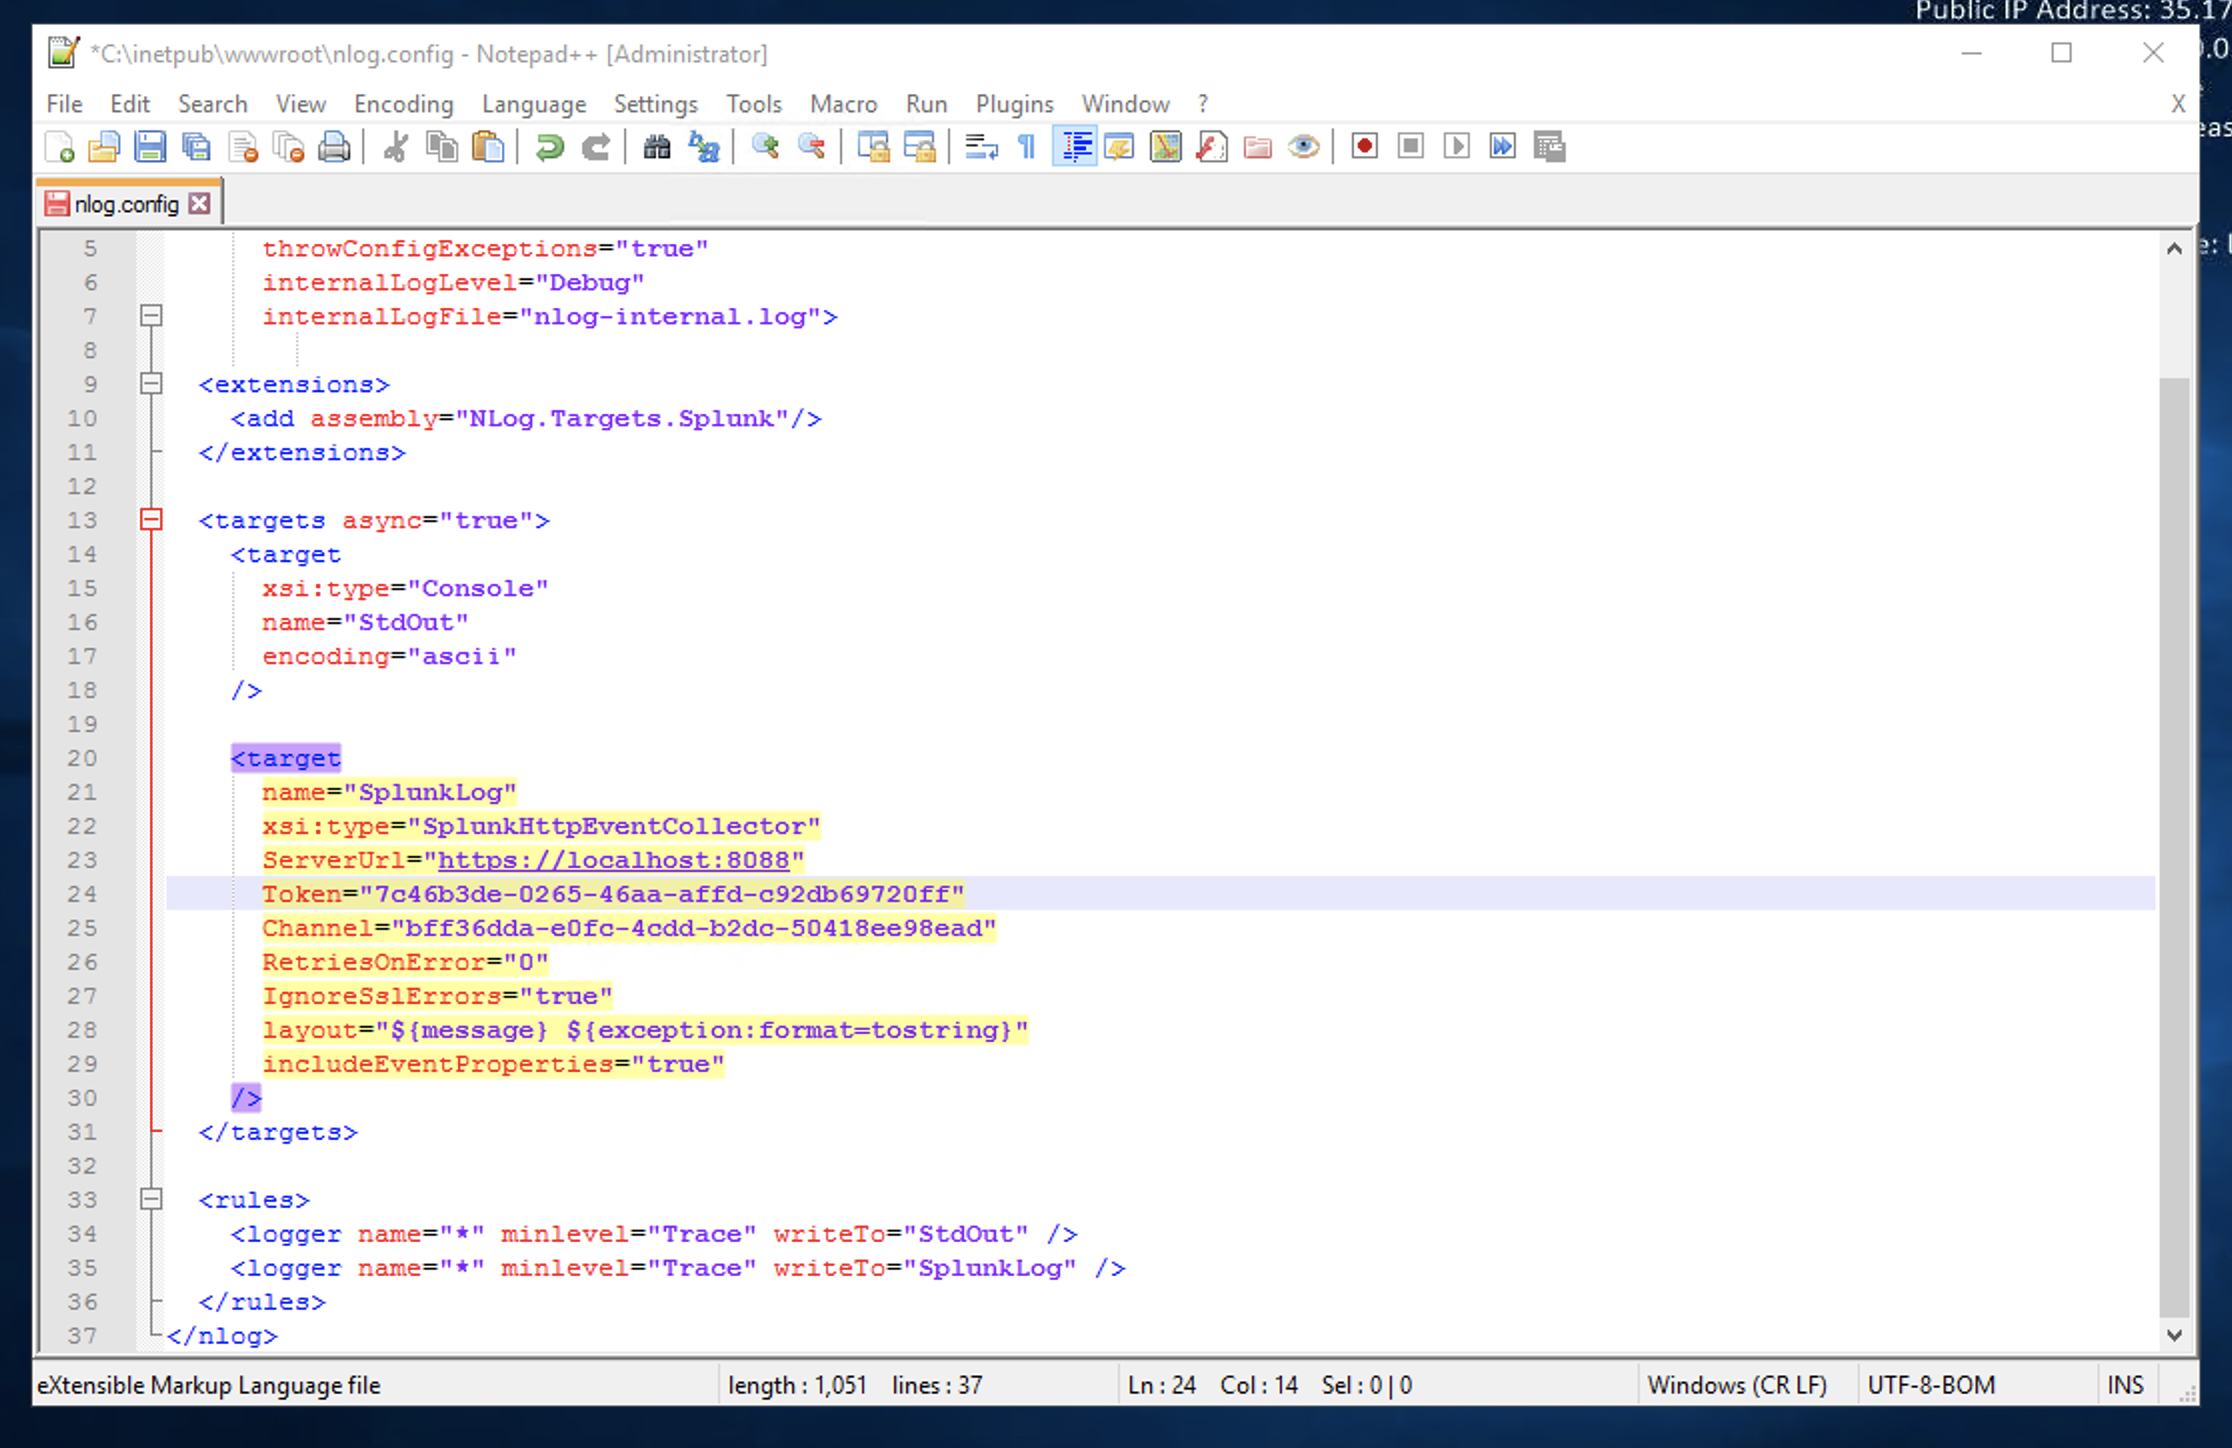 Public IP Address: 35.17
*C:\inetpub\wwwroot\nlog.config - Notepad++ [Administrator]
File Edit Search View Encoding Language Settings Tools Macro Run Plugins Window ? X
nlog.config
5 throwConfigExceptions="true"
6 internalLogLevel="Debug"
7 internalLogFile="nlog-internal.log">
8
9 <extensions>
10 <add assembly="NLog.Targets.Splunk"/>
11 </extensions>
12
13 <targets async="true">
14 <target
15 xsi:type="Console"
16 name="StdOut"
17 encoding="ascii"
18 />
19
20 <target
21 name="SplunkLog"
22 xsi:type="SplunkHttpEventCollector"
23 ServerUrl="https://localhost:8088"
24 Token="7c46b3de-0265-46aa-affd-c92db69720ff"
25 Channel="bff36dda-e0fc-4cdd-b2dc-50418ee98ead"
26 RetriesOnError="0"
27 IgnoreSslErrors="true"
28 layout="${message} ${exception:format=tostring}"
29 includeEventProperties="true"
30 />
31 </targets>
32
33 <rules>
34 <logger name="*" minlevel="Trace" writeTo="StdOut" />
35 <logger name="*" minlevel="Trace" writeTo="SplunkLog" />
36 </rules>
37 </nlog>
eXtensible Markup Language file length : 1,051 lines : 37 Ln : 24 Col : 14 Sel : 0 | 0 Windows (CR LF) UTF-8-BOM INS